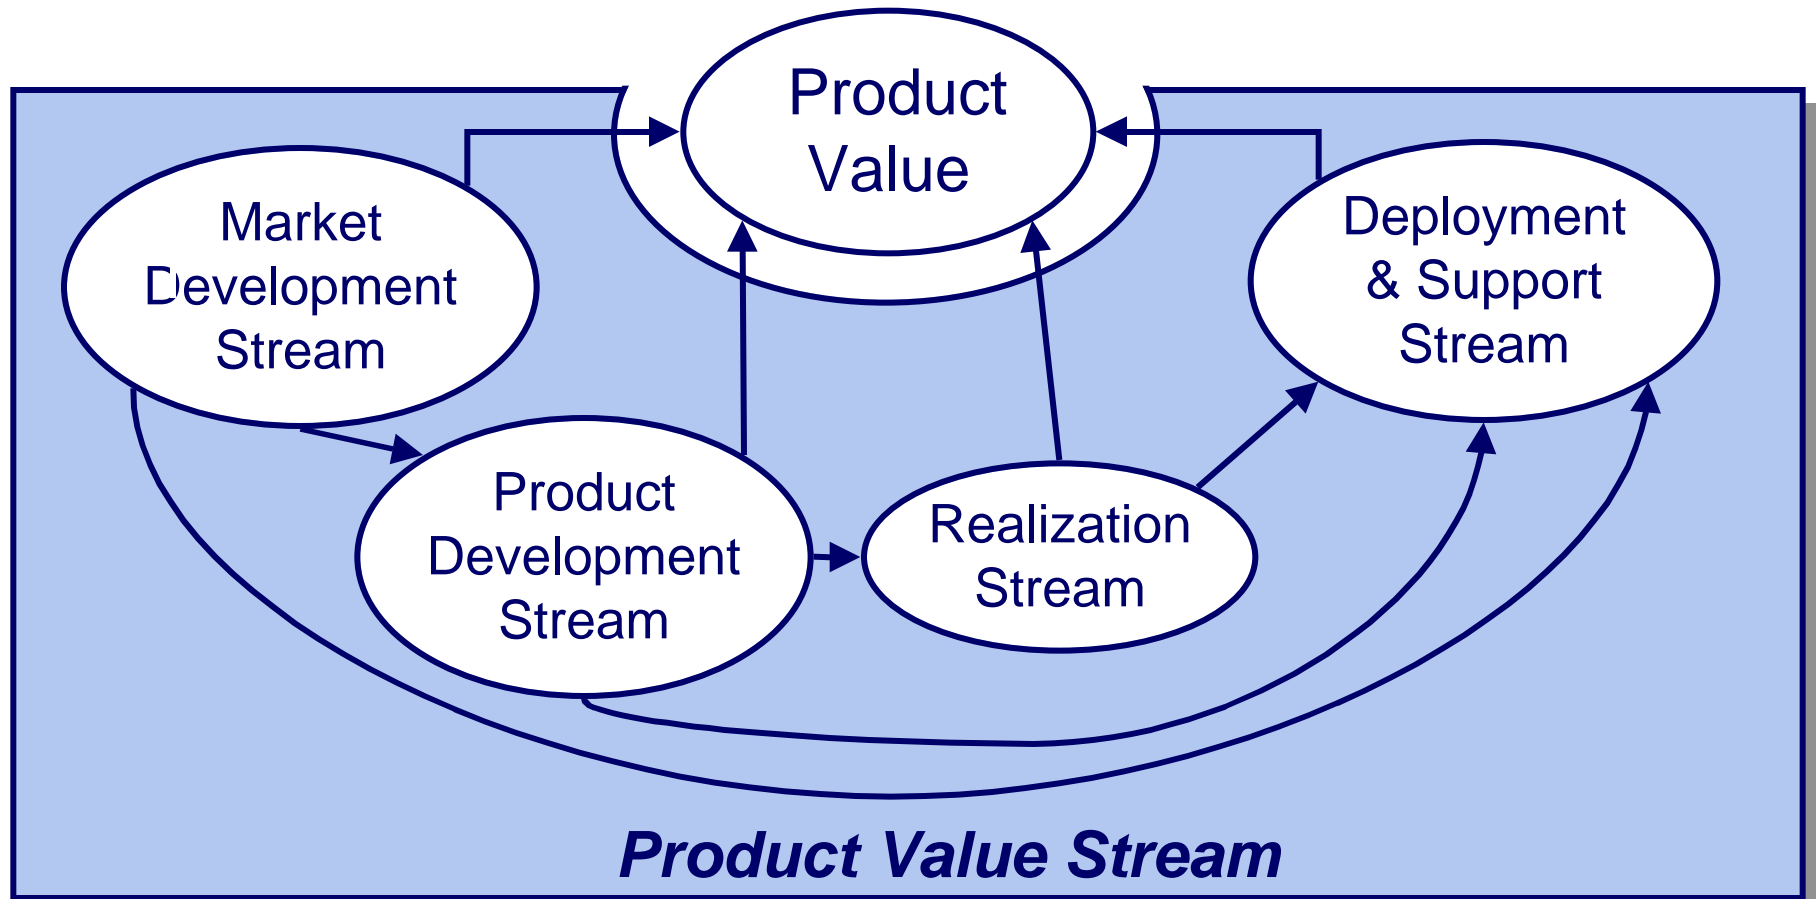 Product
Value
Market
Development
Stream
Deployment
& Support
Stream
Product
Development
Stream
Realization
Stream
Product Value Stream